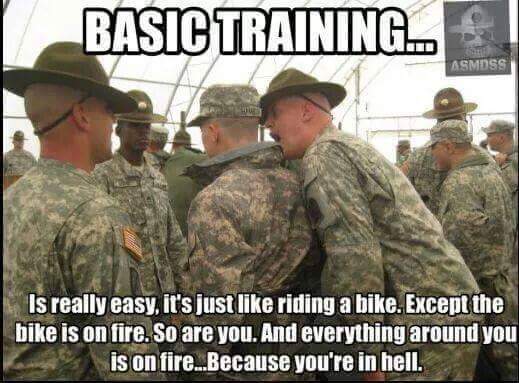 BASIC TRAINING...
ASMDSS
Is really easy, it's just like riding a bike. Except the
bike is on fire. So are you. And everything around you
is on fire...Because you're in hell.